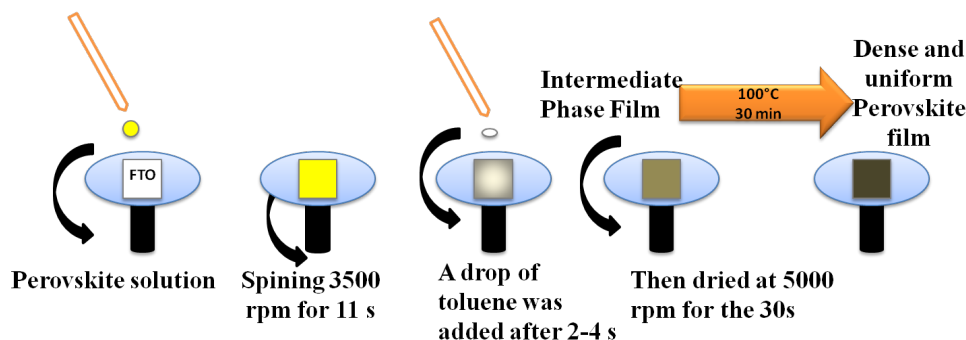 Intermediate
Phase Film
100°C
30 min
Dense and
uniform
Perovskite
film
FTO
Perovskite solution
Spining 3500
rpm for 11 s
A drop of
toluene was
added after 2-4 s
Then dried at 5000
rpm for the 30s